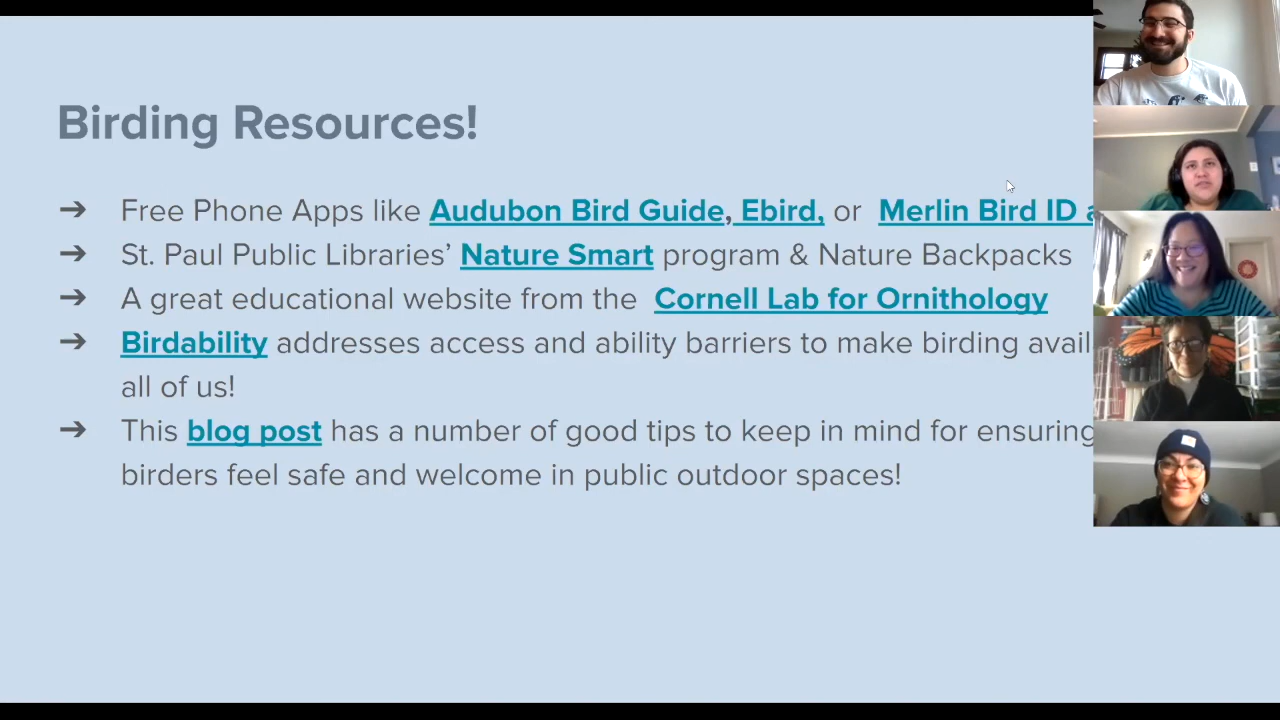 Birding Resources!
➔ Free Phone Apps like Audubon Bird Guide, Ebird, or Merlin Bird ID
➔ St. Paul Public Libraries’ Nature Smart program & Nature Backpacks
➔ A great educational website from the Cornell Lab for Ornithology
➔ Birdability addresses access and ability barriers to make birding
all of us!
➔ This blog post has a number of good tips to keep in mind for ensuring
birders feel safe and welcome in public outdoor spaces!